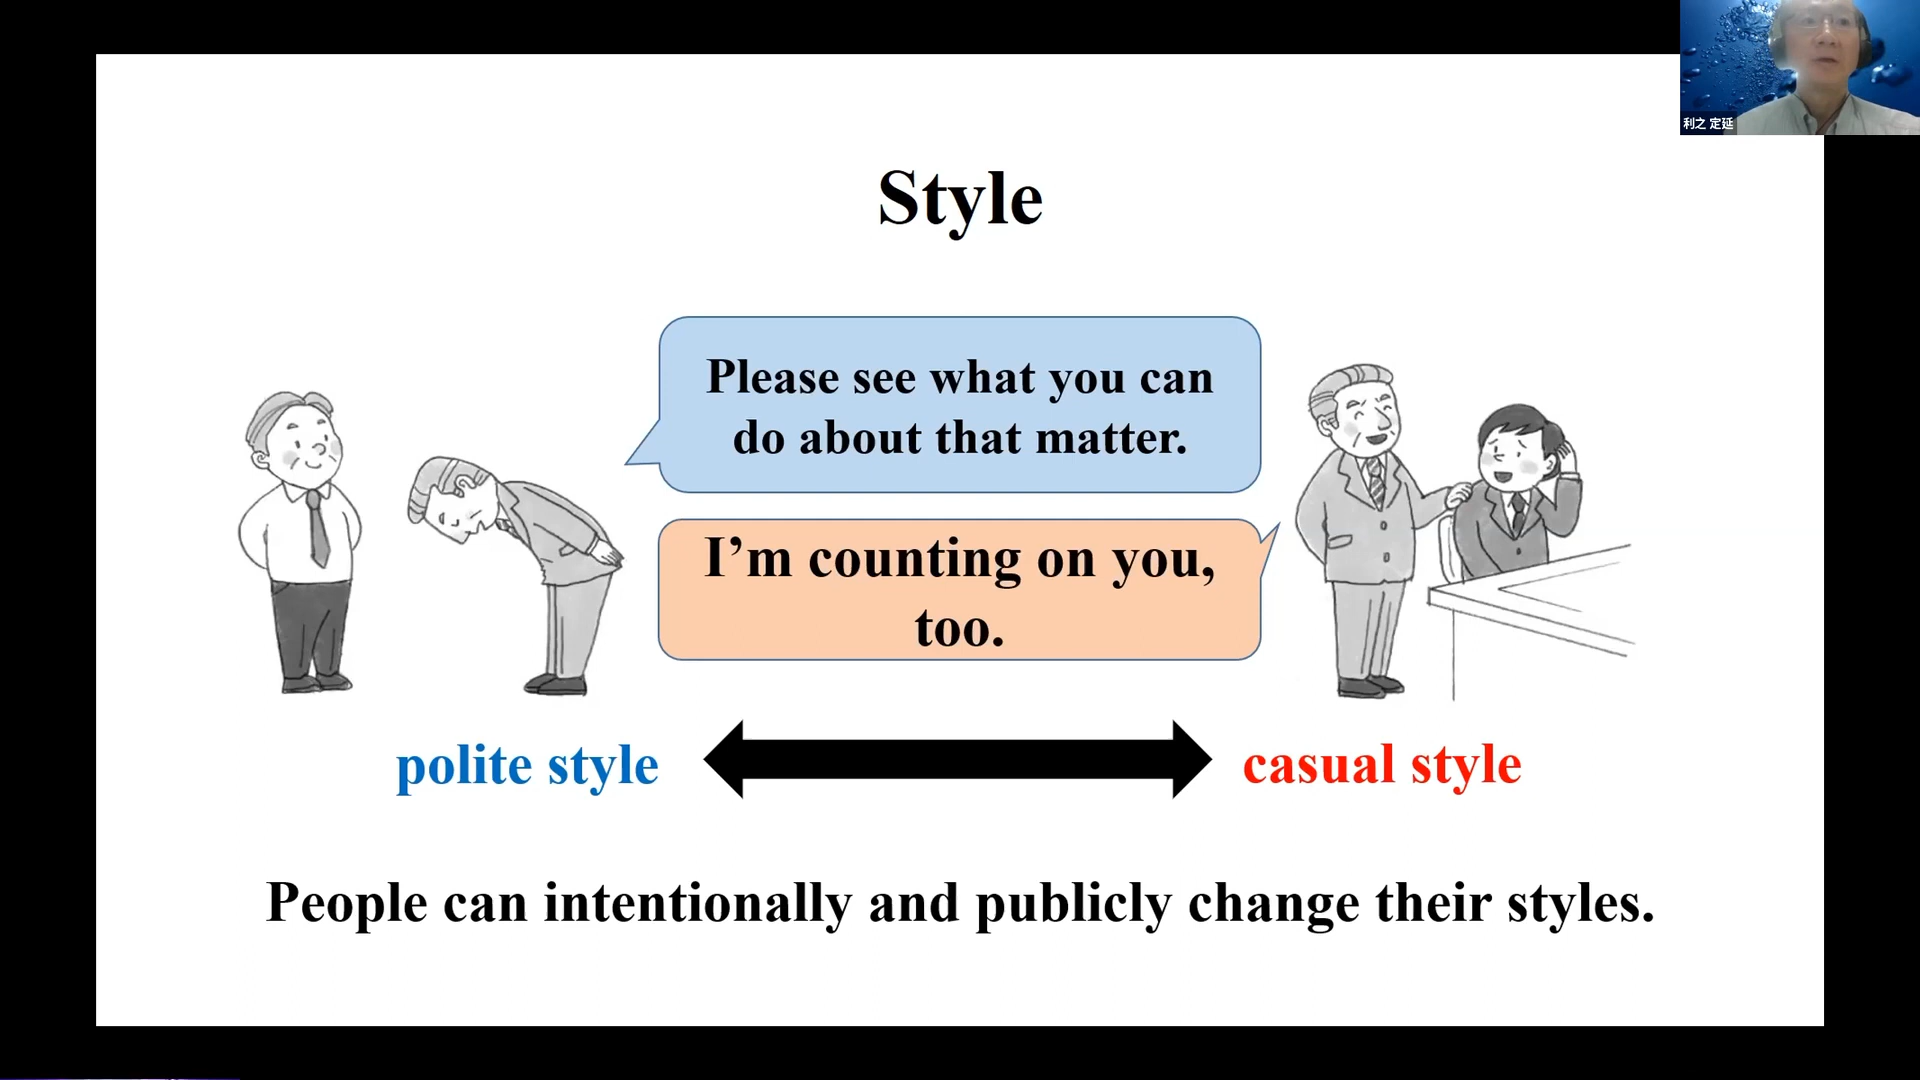 利之 定延
Style
Please see what you can
do about that matter.
I’m counting on you,
too.
polite style
casual style
People can intentionally and publicly change their styles.